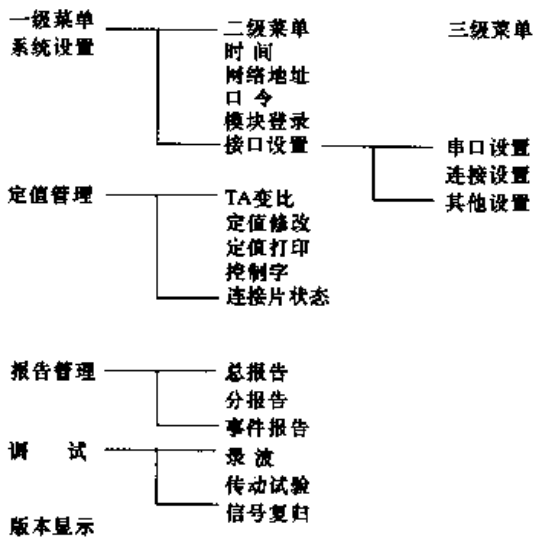 一级菜单 二级菜单 三级菜单
系统设置 时 间
网络地址
口 令
模块登录
接口设置 串口设置
连接设置
其他设置
定值管理 TA变比
定值修改
定值打印
控制字
连接片状态
报告管理 总报告
分报告
事件报告
调 试 录 波
传动试验
信号复归
版本显示